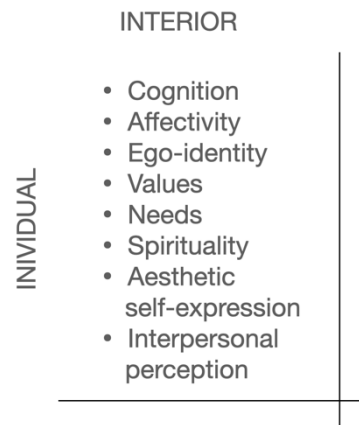 INTERIOR
INIVIDUAL
• Cognition
• Affectivity
• Ego-identity
• Values
• Needs
• Spirituality
• Aesthetic
self-expression
• Interpersonal
perception